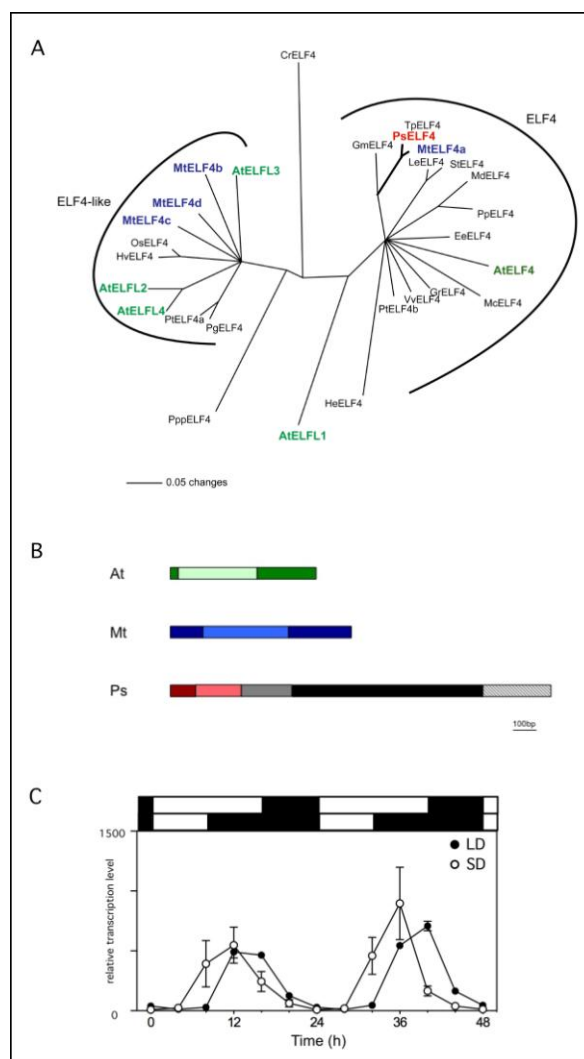 A
CrELF4
ELF4
TpELF4
PsELF4
GmELF4
MtELF4a
LeELF4
StELF4
MdELF4
MtELF4b
AtELFL3
ELF4-like
MtELF4d
PpELF4
MtELF4c
EeELF4
OsELF4
HvELF4
AtELF4
AtELFL2
GrELF4
McELF4
AtELFL4
VvELF4
PtELF4a
PtELF4b
PgELF4
HeELF4
PppELF4
AtELFL1
0.05 changes
B
At
Mt
Ps
100bp
C
1500
LD
SD
relative transcription level
0
0 12 24 36 48
Time (h)